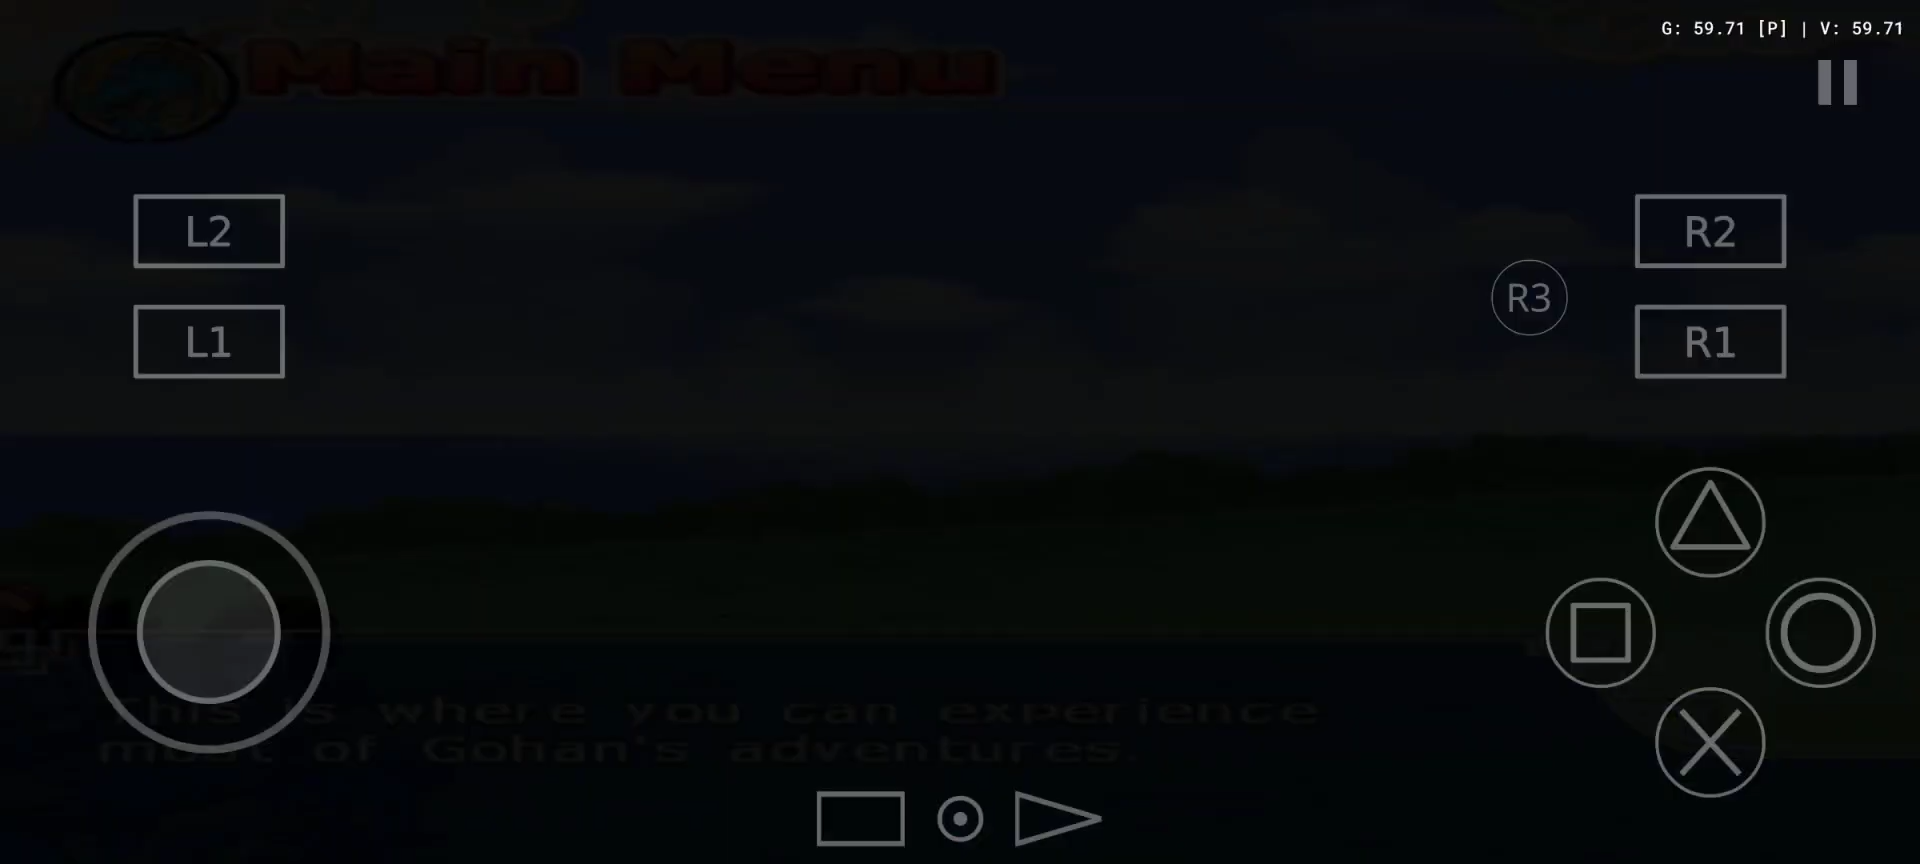 G: 59.71 [P] | V: 59.71
Main Menu
L2
R2
R3
L1
R1
This is where you can experience
most of Gohan's adventures.